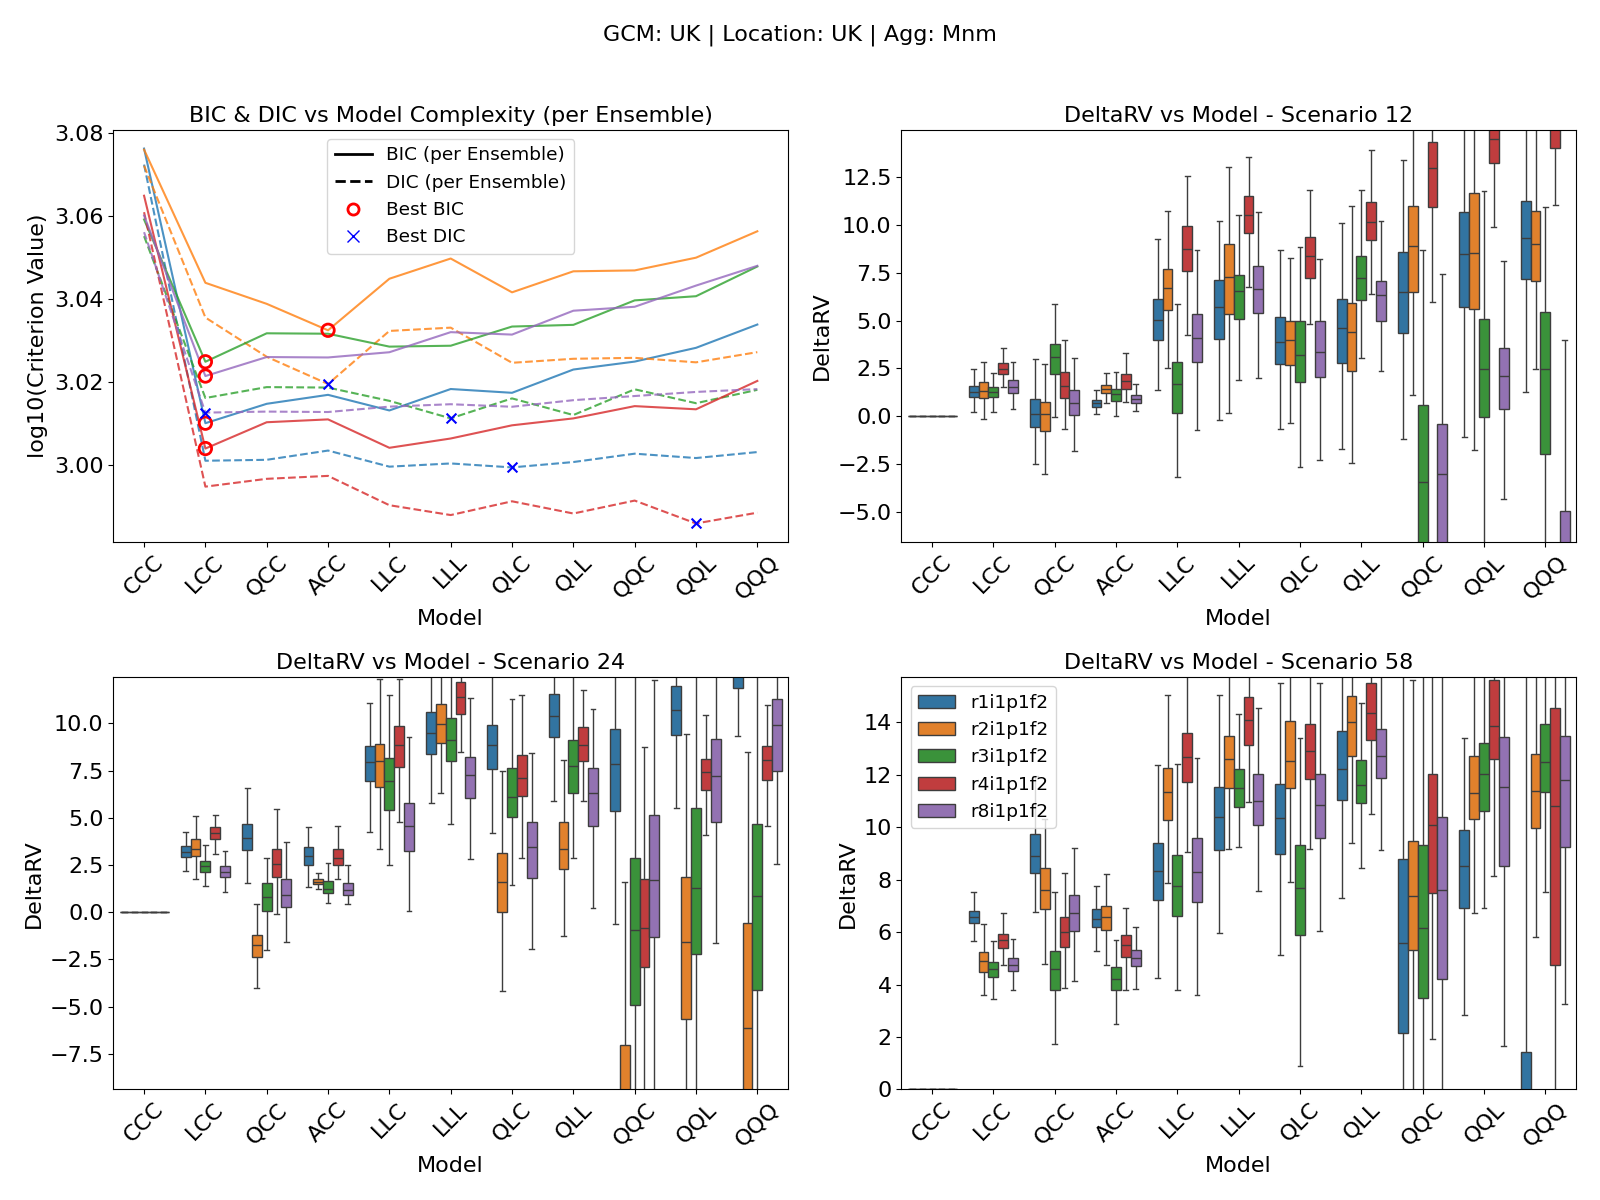 GCM: UK | Location: UK | Agg: Mnm
BIC & DIC vs Model Complexity (per Ensemble)
3.08
3.06
3.04
3.02
3.00
log10(Criterion Value)
BIC (per Ensemble)
DIC (per Ensemble)
Best BIC
Best DIC
CCC LCC QCC ACC LLC LLL QLC QLL QQC QQL QQQ
Model
DeltaRV vs Model - Scenario 12
12.5
10.0
7.5
5.0
2.5
0.0
−2.5
−5.0
DeltaRV
CCC LCC QCC ACC LLC LLL QLC QLL QQC QQL QQQ
Model
DeltaRV vs Model - Scenario 24
10.0
7.5
5.0
2.5
0.0
−2.5
−5.0
−7.5
DeltaRV
CCC LCC QCC ACC LLC LLL QLC QLL QQC QQL QQQ
Model
DeltaRV vs Model - Scenario 58
14
12
10
8
6
4
2
0
DeltaRV
r1i1p1f2
r2i1p1f2
r3i1p1f2
r4i1p1f2
r8i1p1f2
CCC LCC QCC ACC LLC LLL QLC QLL QQC QQL QQQ
Model